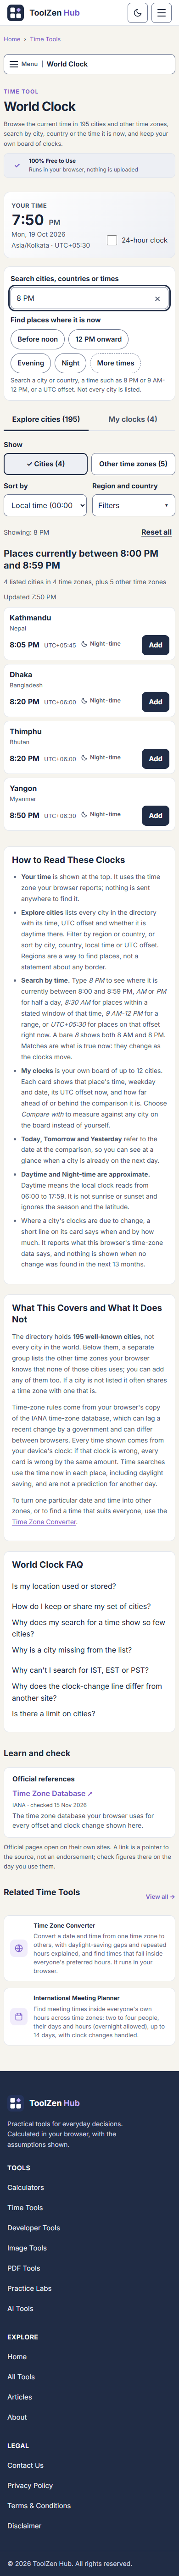 ToolZen Hub
Home › Time Tools
Menu | World Clock
TIME TOOL
World Clock
Browse the current time in 195 cities and other time zones,
search by city, country or the time it is now, and keep your
own board of clocks.
✓ 100% Free to Use
Runs in your browser, nothing is uploaded
YOUR TIME
7:50 PM
Mon, 19 Oct 2026
Asia/Kolkata · UTC+05:30
24-hour clock
Search cities, countries or times
8 PM ×
Find places where it is now
Before noon
12 PM onward
Evening
Night
More times
Search a city or country, a time such as 8 PM or 9 AM-
12 PM, or a UTC offset. Not every city is listed.
Explore cities (195)
My clocks (4)
Show
✓ Cities (4)
Other time zones (5)
Sort by
Region and country
Local time (00:00
Filters
Showing: 8 PM
Reset all
Places currently between 8:00 PM
and 8:59 PM
4 listed cities in 4 time zones, plus 5 other time zones
Updated 7:50 PM
Kathmandu
Nepal
8:05 PM UTC+05:45 Night-time
Add
Dhaka
Bangladesh
8:20 PM UTC+06:00 Night-time
Add
Thimphu
Bhutan
8:20 PM UTC+06:00 Night-time
Add
Yangon
Myanmar
8:50 PM UTC+06:30 Night-time
Add
How to Read These Clocks
• Your time is shown at the top. It uses the time
zone your browser reports; nothing is sent
anywhere to find it.
• Explore cities lists every city in the directory
with its time, UTC offset and whether it is
daytime there. Filter by region or country, or
sort by city, country, local time or UTC offset.
Regions are a way to find places, not a
statement about any border.
• Search by time. Type 8 PM to see where it is
currently between 8:00 and 8:59 PM, AM or PM
for half a day, 8:30 AM for places within a
stated window of that time, 9 AM-12 PM for a
range, or UTC+05:30 for places on that offset
right now. A bare 8 shows both 8 AM and 8 PM.
Matches are what is true now: they change as
the clocks move.
• My clocks is your own board of up to 12 cities.
Each card shows that place's time, weekday
and date, its UTC offset now, and how far
ahead of or behind the comparison it is. Choose
Compare with to measure against any city on
the board instead of yourself.
• Today, Tomorrow and Yesterday refer to the
date at the comparison, so you can see at a
glance when a city is already on the next day.
• Daytime and Night-time are approximate.
Daytime means the local clock reads from
06:00 to 17:59. It is not sunrise or sunset and
ignores the season and the latitude.
• Where a city's clocks are due to change, a
short line on its card says when and by how
much. It reports what this browser's time-zone
data says, and nothing is shown when no
change was found in the next 13 months.
What This Covers and What It Does
Not
The directory holds 195 well-known cities, not
every city in the world. Below them, a separate
group lists the other time zones your browser
knows that none of those cities uses; you can add
any of them too. If a city is not listed it often shares
a time zone with one that is.
Time-zone rules come from your browser's copy
of the IANA time-zone database, which can lag a
recent change by a government and can differ
between browsers. Every time shown comes from
your device's clock: if that clock is wrong, every
card is wrong by the same amount. Time searches
use the time now in each place, including daylight
saving, and are not a prediction for another day.
To turn one particular date and time into other
zones, or to find a time that suits everyone, use the
Time Zone Converter.
World Clock FAQ
Is my location used or stored?
How do I keep or share my set of cities?
Why does my search for a time show so few
cities?
Why is a city missing from the list?
Why can't I search for IST, EST or PST?
Why does the clock-change line differ from
another site?
Is there a limit on cities?
Learn and check
Official references
Time Zone Database ↗
IANA · checked 15 Nov 2026
The time zone database your browser uses for
every offset and clock change shown here.
Official pages open on their own sites. A link is a pointer to
the source, not an endorsement; check figures there on the
day you use them.
Related Time Tools
View all →
Time Zone Converter
Convert a date and time from one time zone to
others, with daylight-saving gaps and repeated
hours explained, and find times that fall inside
everyone's preferred hours. It runs in your
browser.
International Meeting Planner
Find meeting times inside everyone's own
hours across time zones: two to four people,
their days and hours (overnight allowed), up to
14 days, with clock changes handled.
ToolZen Hub
Practical tools for everyday decisions.
Calculated in your browser, with the
assumptions shown.
TOOLS
Calculators
Time Tools
Developer Tools
Image Tools
PDF Tools
Practice Labs
AI Tools
EXPLORE
Home
All Tools
Articles
About
LEGAL
Contact Us
Privacy Policy
Terms & Conditions
Disclaimer
© 2026 ToolZen Hub. All rights reserved.